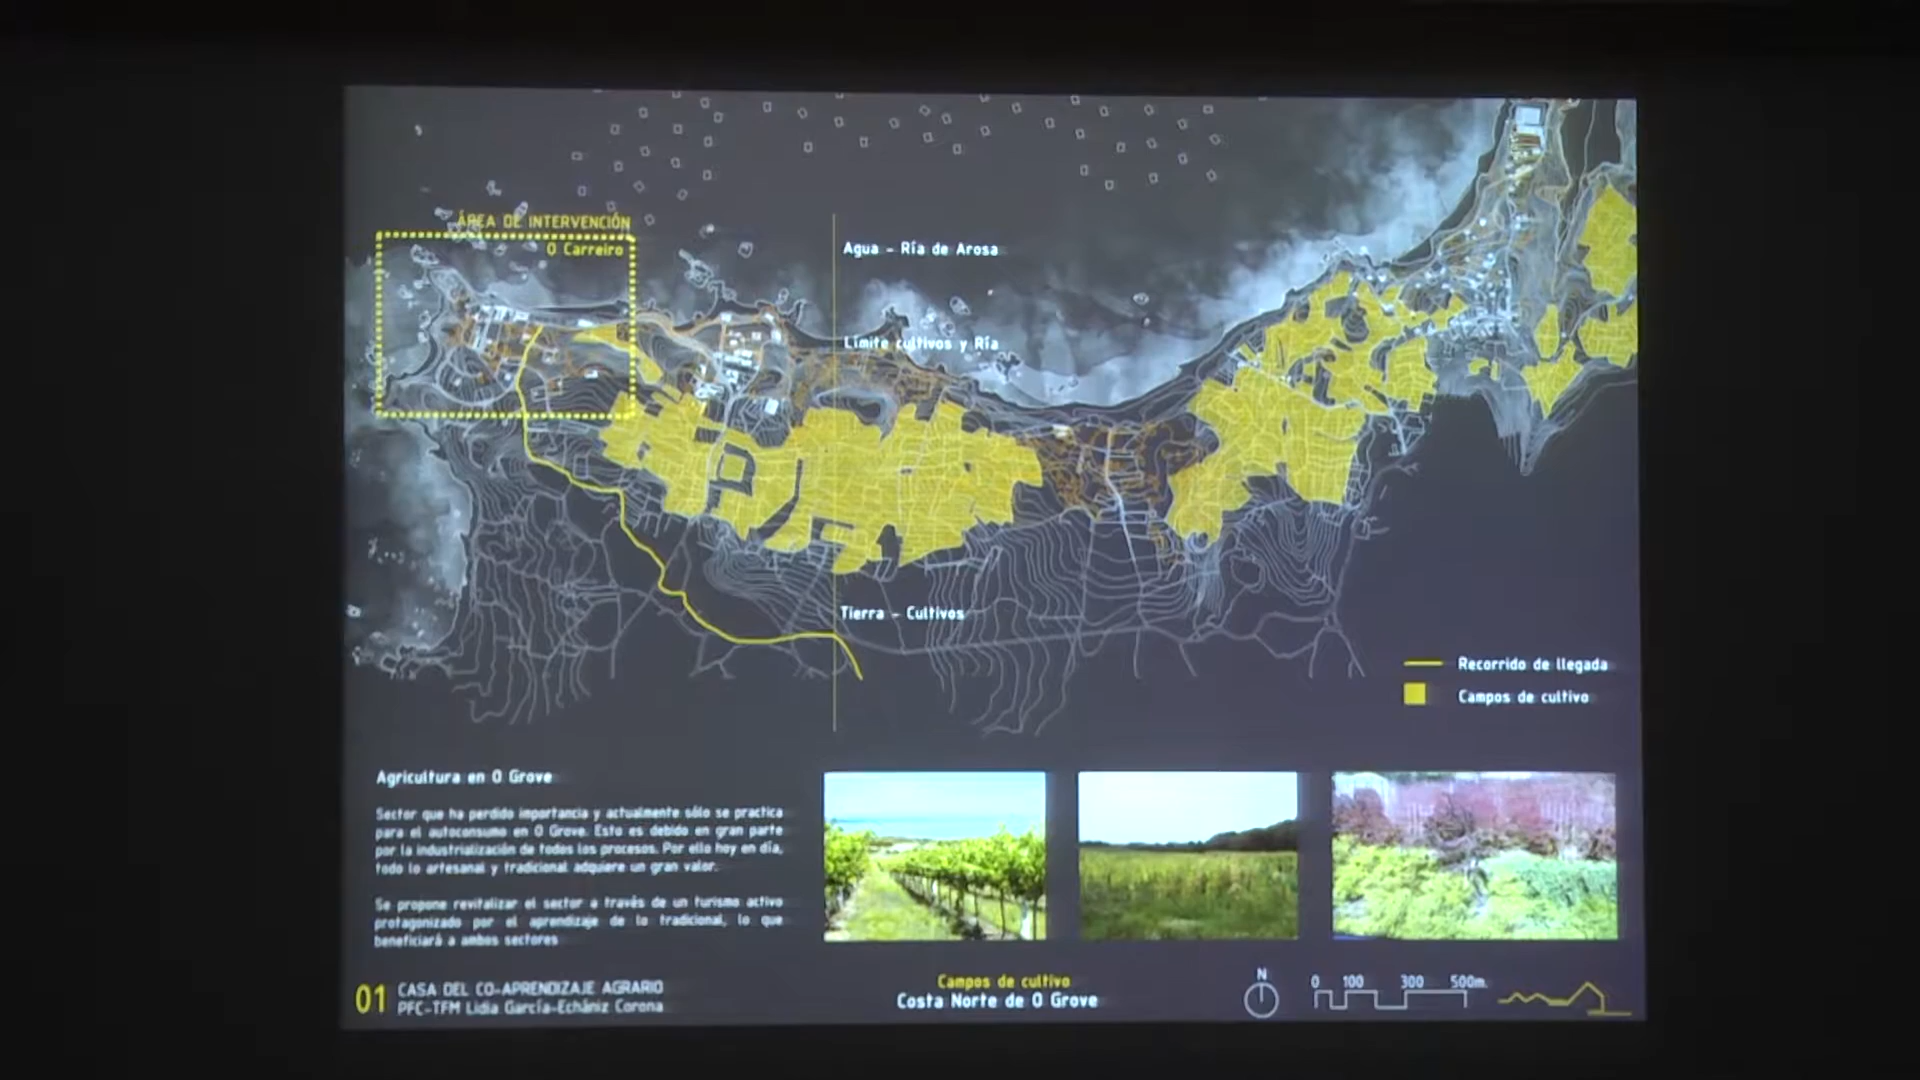 ÁREA DE INTERVENCIÓN
O Carreiro
Agua - Ría de Arosa
Límite cultivos y Ría
Tierra - Cultivos
Recorrido de llegada
Campos de cultivo
Agricultura en O Grove
Sector que ha perdido importancia y actualmente sólo se practica
para el autoconsumo en O Grove. Esto es debido en gran parte
por la industrialización de todos los procesos. Por ello hoy en día,
todo lo artesanal y tradicional adquiere un gran valor.
Se propone revitalizar el sector a través de un turismo activo
protagonizado por el aprendizaje de lo tradicional, lo que
beneficiará a ambos sectores
01
CASA DEL CO-APRENDIZAJE AGRARIO
PFC-TFM Lidia García-Echániz Corona
Campos de cultivo
Costa Norte de O Grove
N
0 100 300 500m.